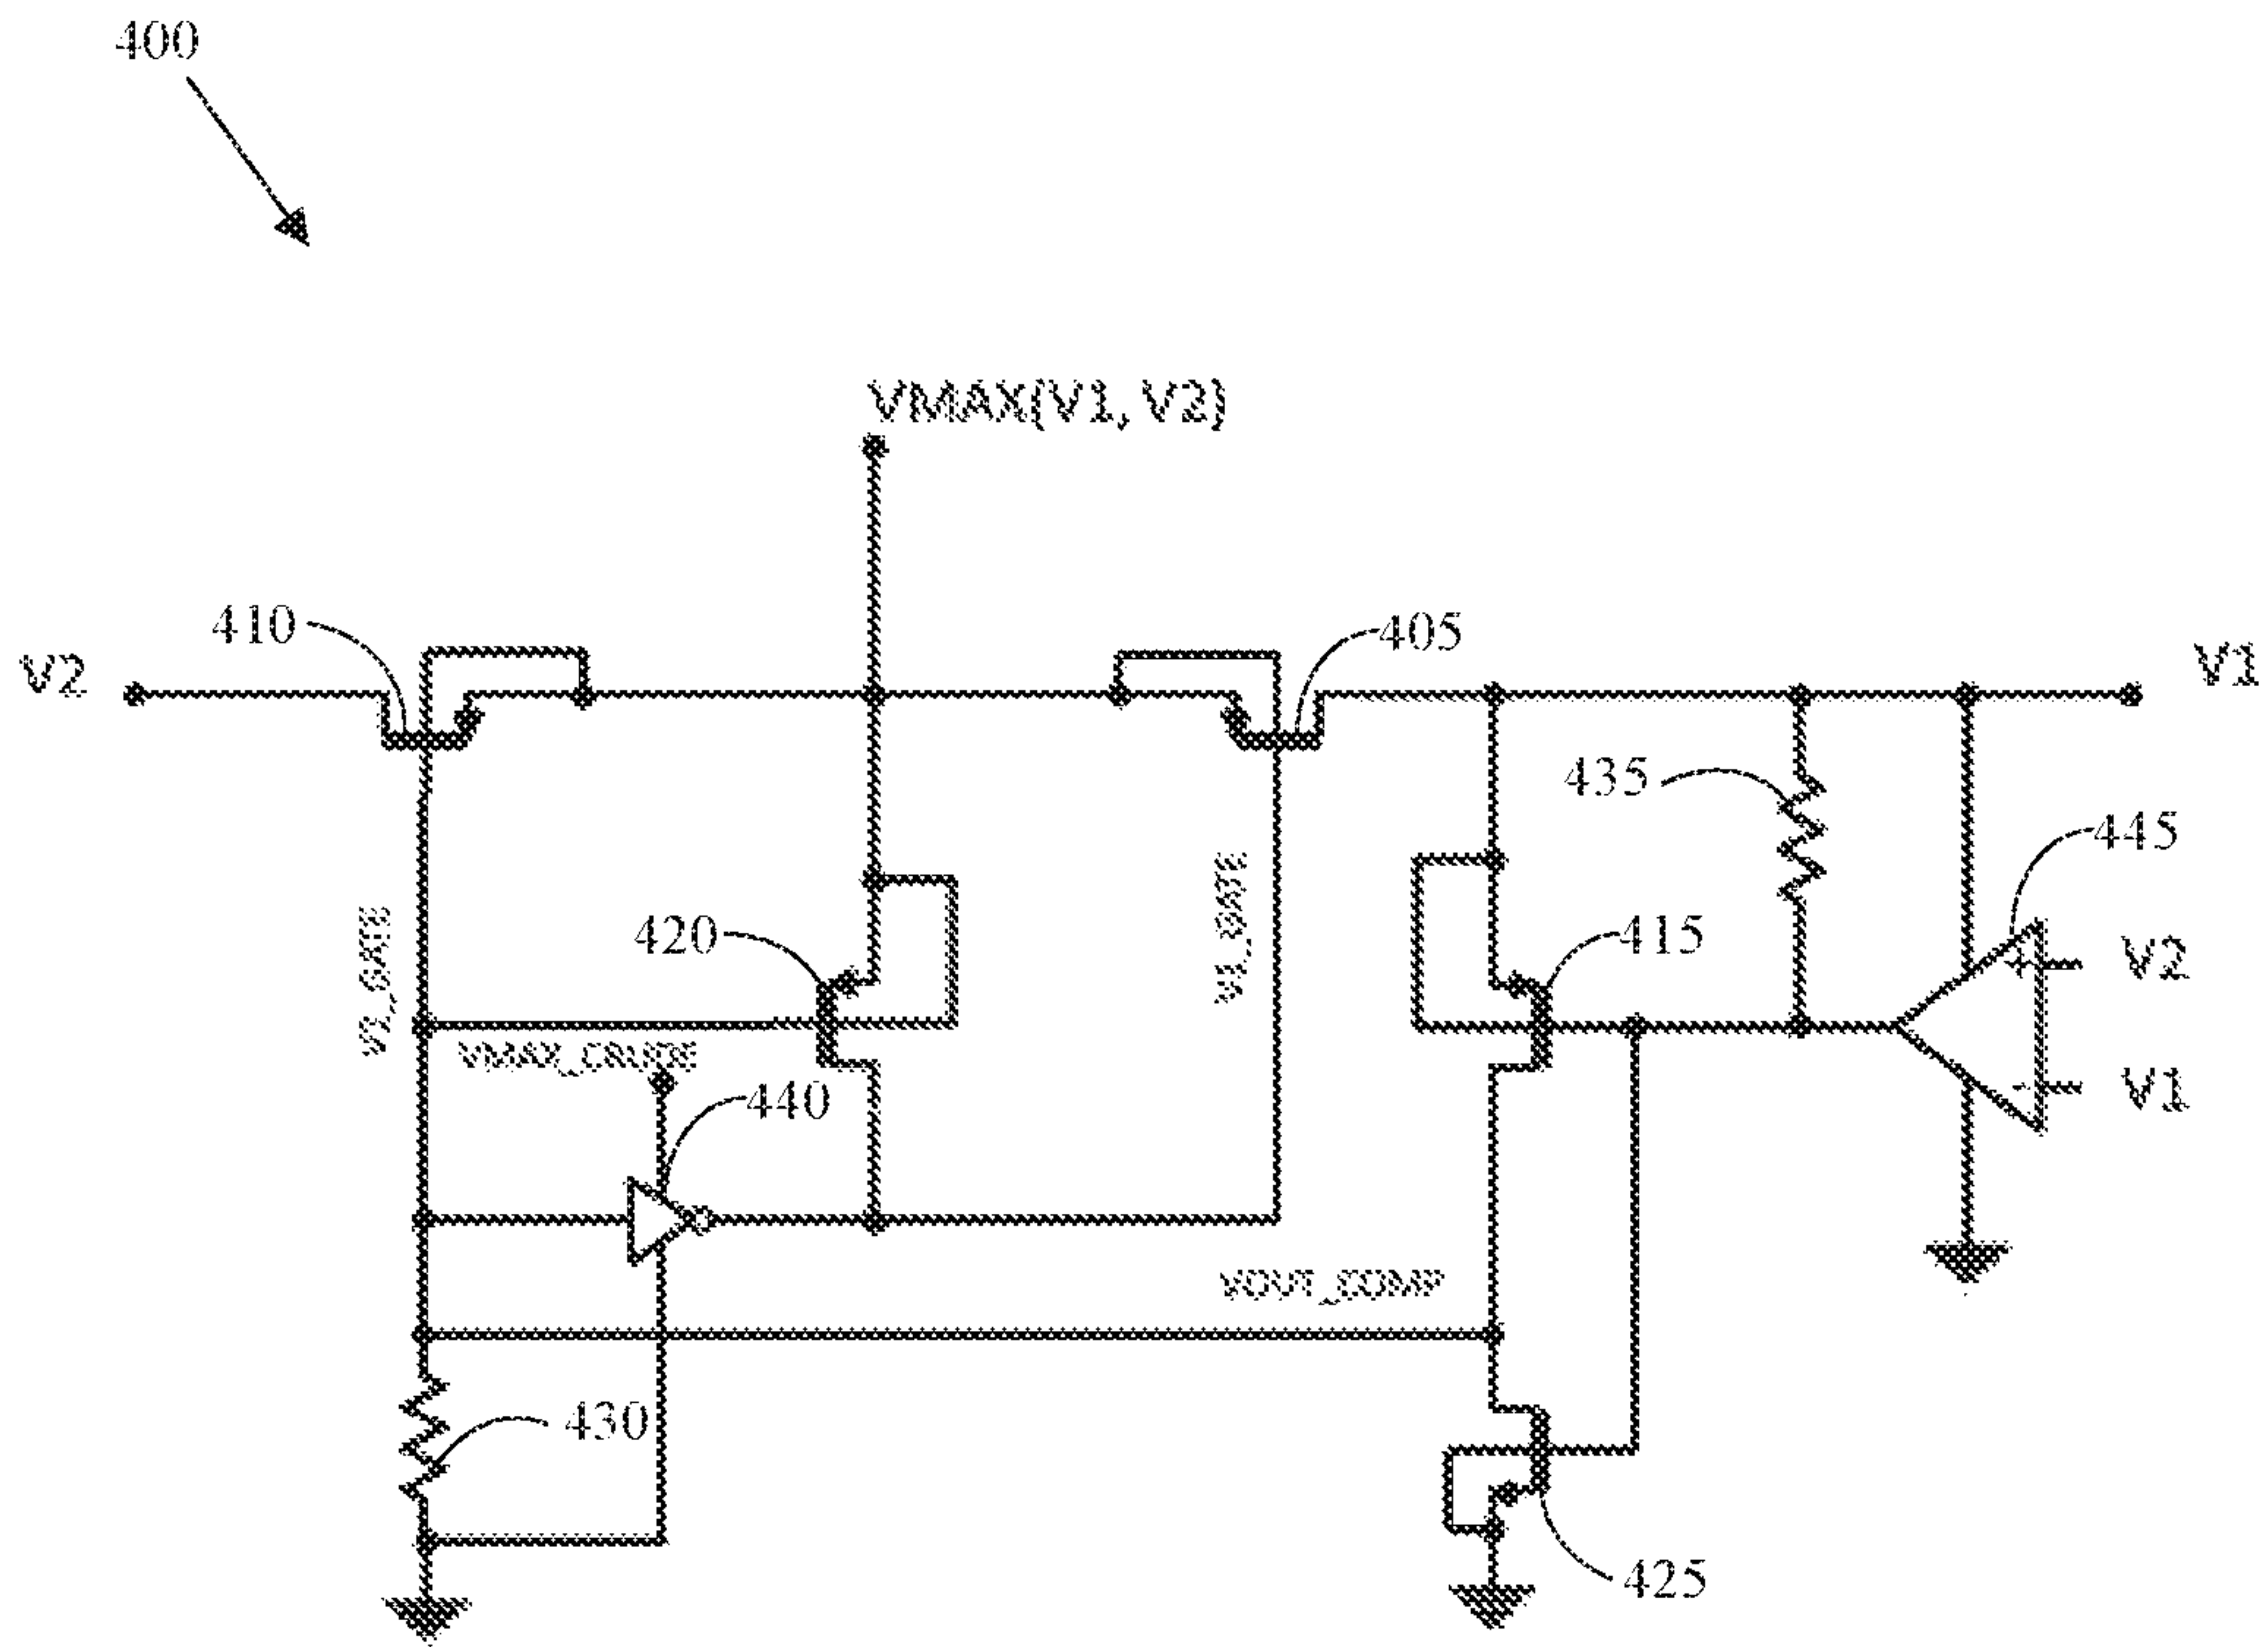 400
VMAX(V1, V2)
410
405
V2
V1
435
445
V2_GATE
420
V1_GATE
415
+
V2
VMAX_CRUDE
440
-
V1
VOUT_COMP
430
425